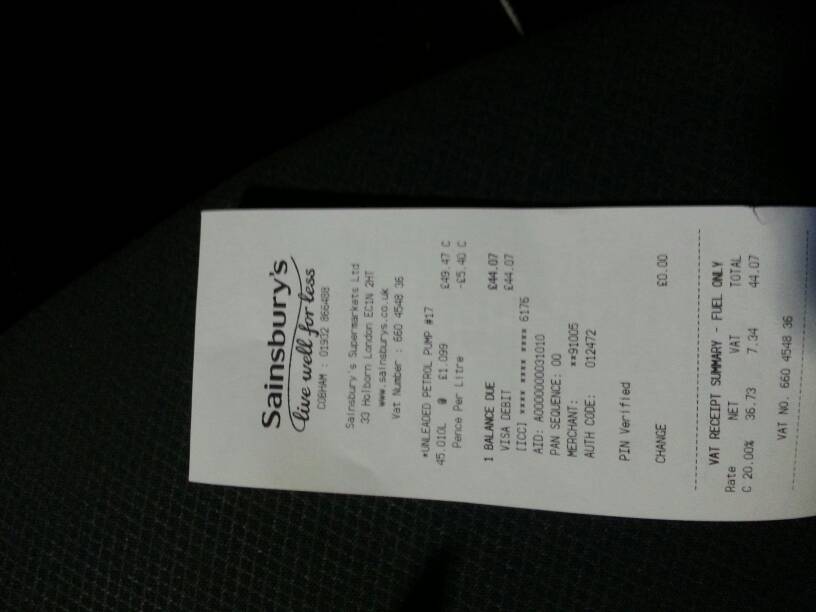 Sainsbury's
live well for less
COBHAM : 01932 866488
Sainsbury's Supermarkets Ltd
33 Holborn London EC1N 2HT
www.sainsburys.co.uk
Vat Number : 660 4548 36
*UNLEADED PETROL PUMP #17
45.010L @ £1.099 £49.47 C
Pence Per Litre -£5.40 C
1 BALANCE DUE £44.07
VISA DEBIT £44.07
[ICC] **** **** **** 6176
AID: A0000000031010
PAN SEQUENCE: 00
MERCHANT: **91005
AUTH CODE: 012472
PIN Verified
CHANGE £0.00
VAT RECEIPT SUMMARY - FUEL ONLY
Rate NET VAT TOTAL
C 20.00% 36.73 7.34 44.07
VAT NO. 660 4548 36